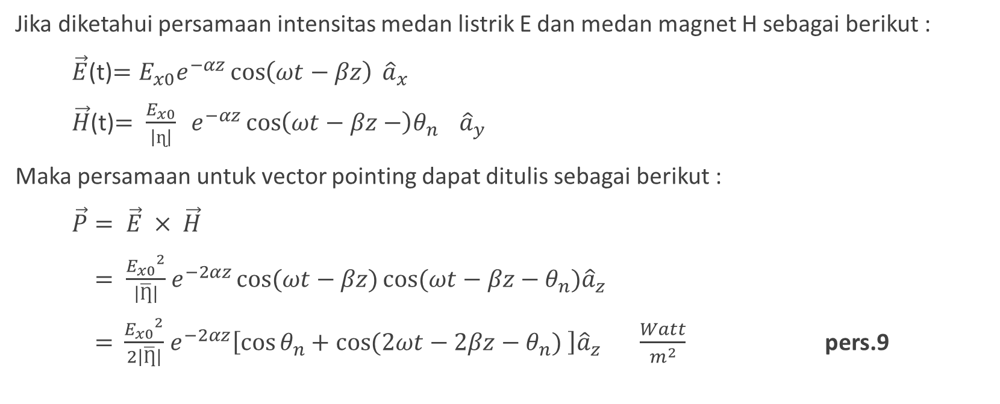 Jika diketahui persamaan intensitas medan listrik E dan medan magnet H sebagai berikut :
$\vec{E}$(t)= $E_{x0}e^{-\alpha z}\cos(\omega t - \beta z)\ \hat{a}_x$
$\vec{H}$(t)= $\frac{E_{x0}}{|\eta|}\ e^{-\alpha z}\cos(\omega t - \beta z -)\theta_n\ \hat{a}_y$
Maka persamaan untuk vector pointing dapat ditulis sebagai berikut :
$\vec{P} = \vec{E} \times \vec{H}$
$= \frac{{E_{x0}}^2}{|\bar{\eta}|}e^{-2\alpha z}\cos(\omega t - \beta z)\cos(\omega t - \beta z - \theta_n)\hat{a}_z$
$= \frac{{E_{x0}}^2}{2|\bar{\eta}|}e^{-2\alpha z}[\cos\theta_n + \cos(2\omega t - 2\beta z - \theta_n)\,]\hat{a}_z\ \frac{Watt}{m^2}$ pers.9